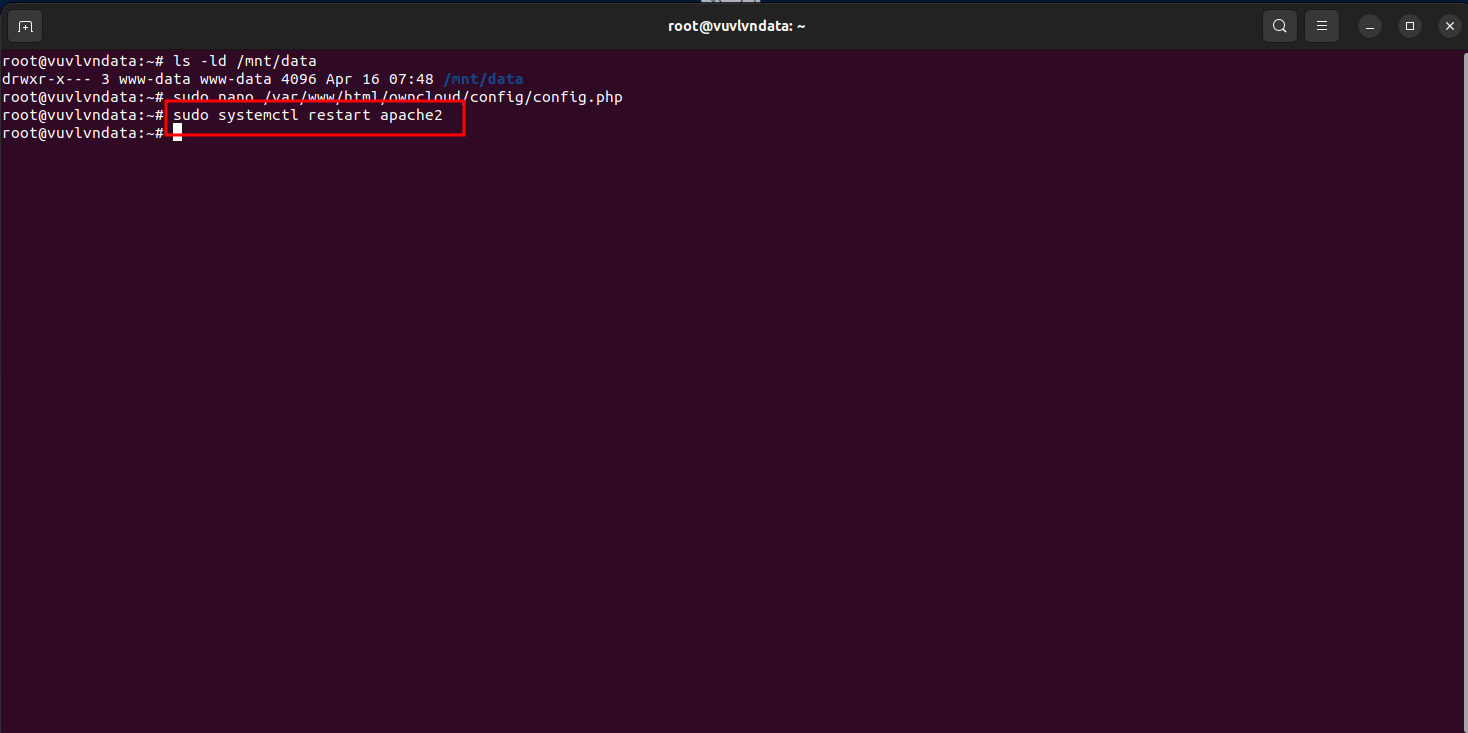 root@vuvlvndata: ~
root@vuvlvndata:~# ls -ld /mnt/data
drwxr-x--- 3 www-data www-data 4096 Apr 16 07:48 /mnt/data
root@vuvlvndata:~# sudo nano /var/www/html/owncloud/config/config.php
root@vuvlvndata:~# sudo systemctl restart apache2
root@vuvlvndata:~#